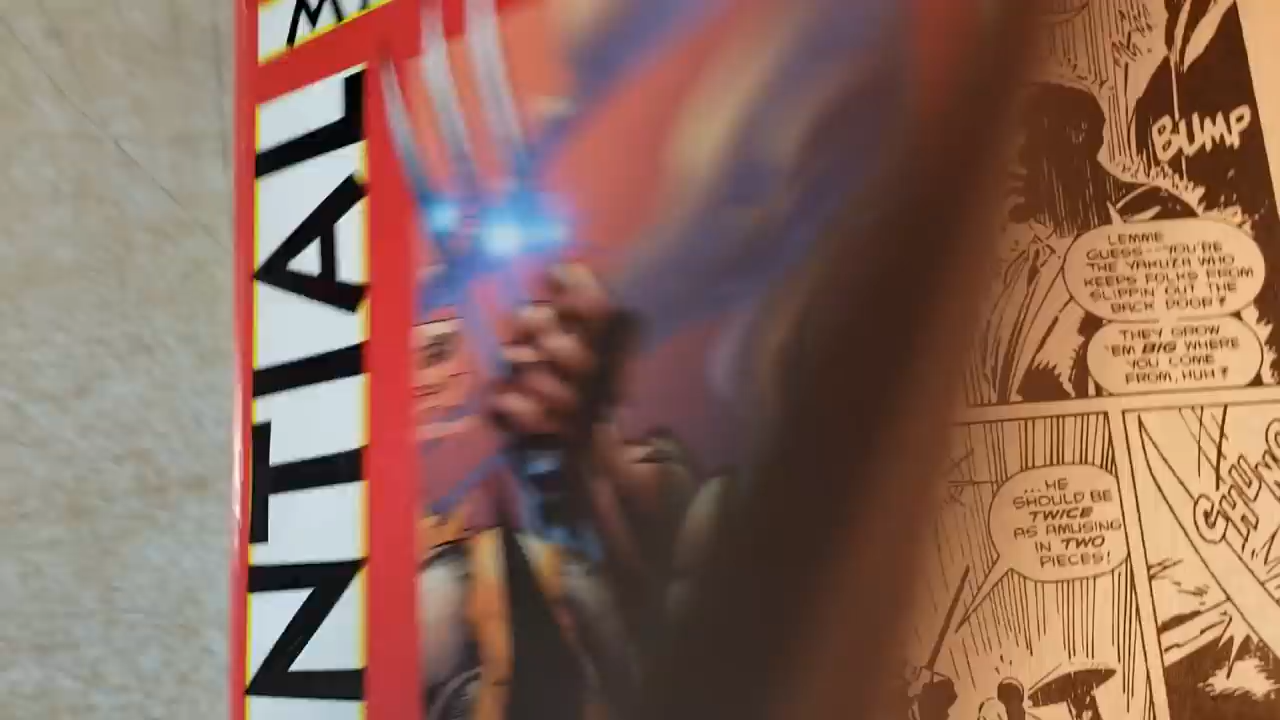 NTIAL
BUMP
LEMME
GUESS--YOU'RE
THE YAKUZA WHO
KEEPS FOLKS FROM
SLIPPIN' OUT THE
BACK DOOR?
THEY GROW
'EM BIG WHERE
YOU COME
FROM, HUH?
...HE
SHOULD BE
TWICE
AS AMUSING
IN TWO
PIECES!
CHUN